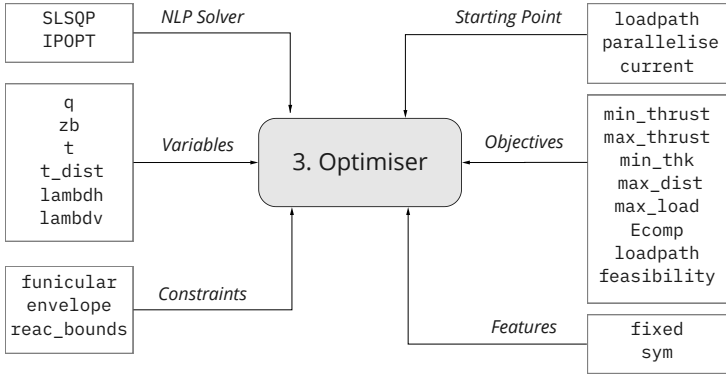 SLSQP
IPOPT
NLP Solver
Starting Point
loadpath
parallelise
current
q
zb
t
t_dist
lambdh
lambdv
Variables
3. Optimiser
Objectives
min_thrust
max_thrust
min_thk
max_dist
max_load
Ecomp
loadpath
feasibility
funicular
envelope
reac_bounds
Constraints
Features
fixed
sym